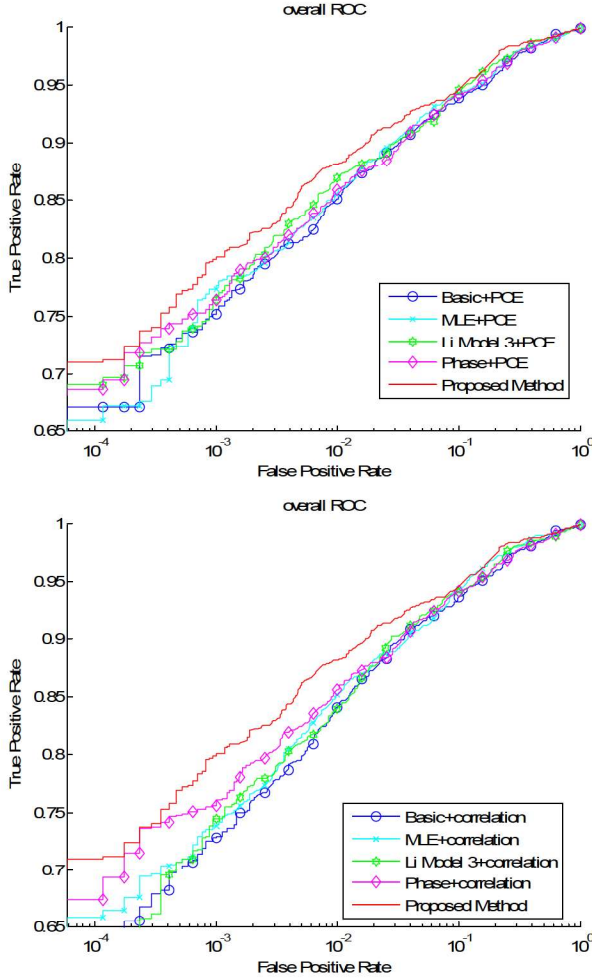 overall ROC
1
0.95
0.9
0.85
0.8
0.75
0.7
0.65
True Positive Rate
Basic+PCE
MLE+PCE
Li Model 3+PCE
Phase+PCE
Proposed Method
10-4
10-3
10-2
10-1
100
False Positive Rate
overall ROC
1
0.95
0.9
0.85
0.8
0.75
0.7
0.65
True Positive Rate
Basic+correlation
MLE+correlation
Li Model 3+correlation
Phase+correlation
Proposed Method
10-4
10-3
10-2
10-1
100
False Positive Rate